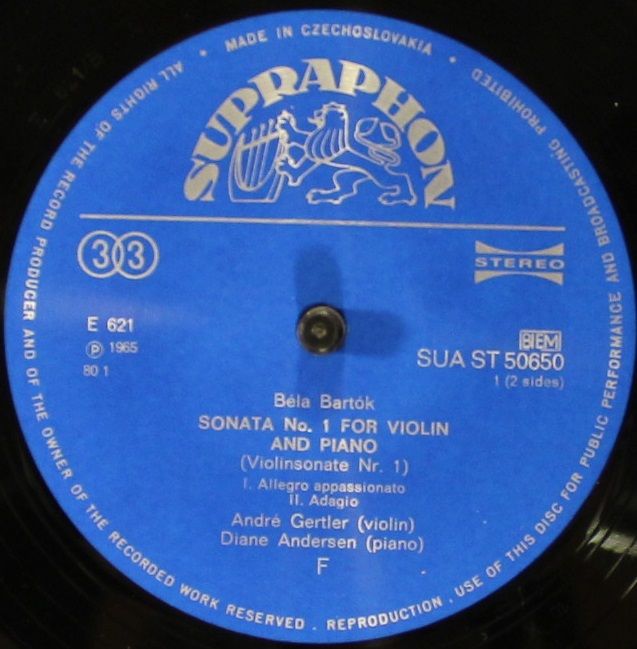 MADE IN CZECHOSLOVAKIA
SUPRAPHON
33
STEREO
E 621
Ⓟ 1965
80 1
BIEM
SUA ST 50650
1 (2 sides)
Béla Bartók
SONATA No. 1 FOR VIOLIN
AND PIANO
(Violinsonate Nr. 1)
I. Allegro appassionato
II. Adagio
André Gertler (violin)
Diane Andersen (piano)
F
ALL RIGHTS OF THE RECORD PRODUCER AND OF THE OWNER OF THE RECORDED WORK RESERVED . REPRODUCTION . USE OF THIS DISC FOR PUBLIC PERFORMANCE AND BROADCASTING PROHIBITED